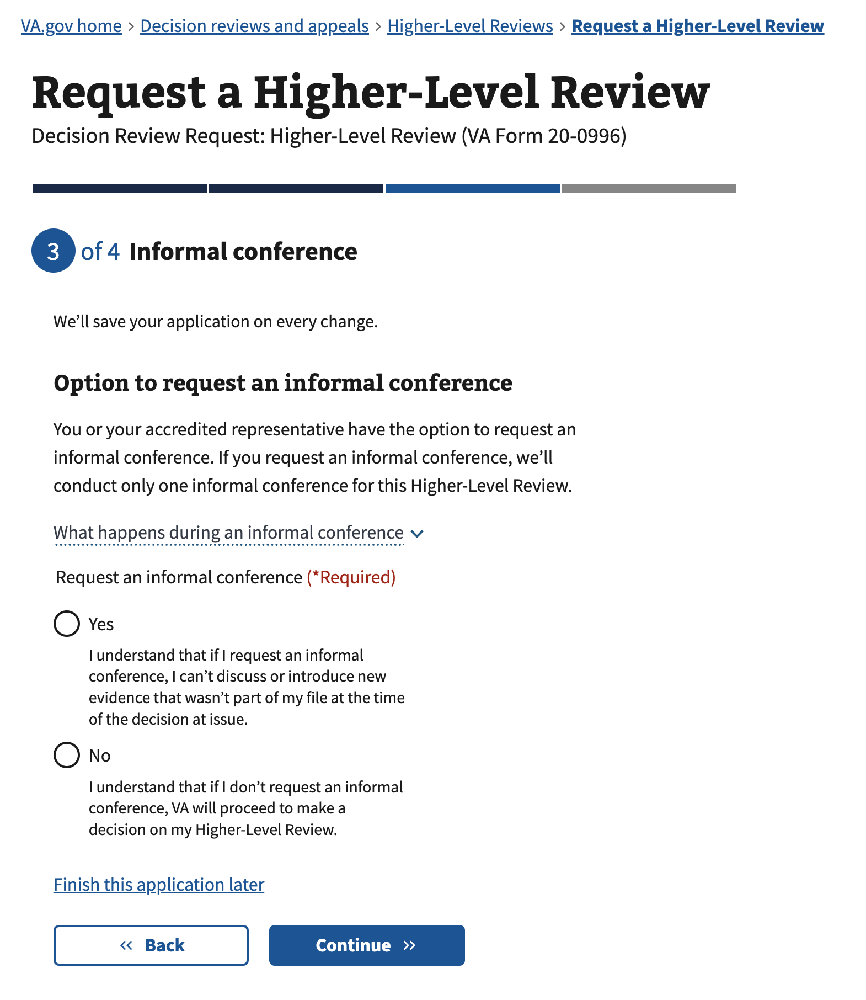 VA.gov home › Decision reviews and appeals › Higher-Level Reviews › Request a Higher-Level Review
Request a Higher-Level Review
Decision Review Request: Higher-Level Review (VA Form 20-0996)
3 of 4 Informal conference
We’ll save your application on every change.
Option to request an informal conference
You or your accredited representative have the option to request an
informal conference. If you request an informal conference, we’ll
conduct only one informal conference for this Higher-Level Review.
What happens during an informal conference
Request an informal conference (*Required)
Yes
I understand that if I request an informal
conference, I can’t discuss or introduce new
evidence that wasn’t part of my file at the time
of the decision at issue.
No
I understand that if I don’t request an informal
conference, VA will proceed to make a
decision on my Higher-Level Review.
Finish this application later
« Back
Continue »